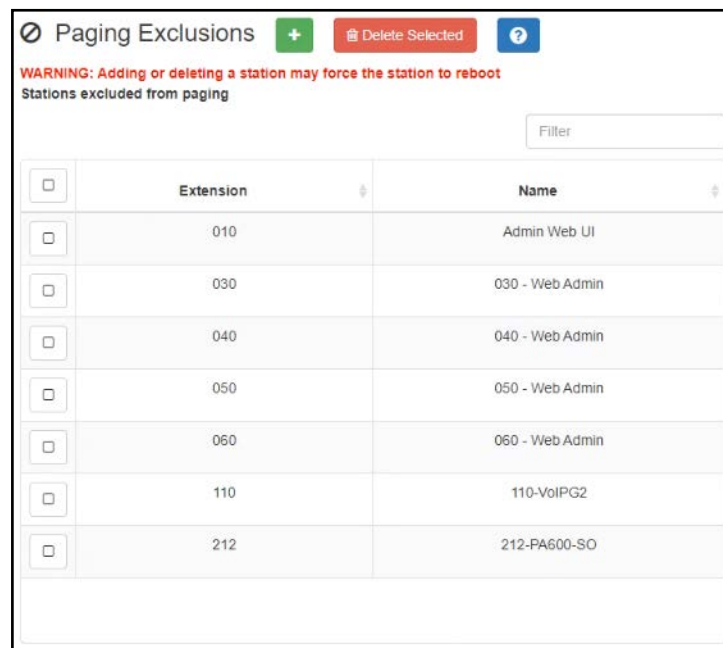 Paging Exclusions + Delete Selected ?
WARNING: Adding or deleting a station may force the station to reboot
Stations excluded from paging
Filter
Extension Name
010 Admin Web UI
030 030 - Web Admin
040 040 - Web Admin
050 050 - Web Admin
060 060 - Web Admin
110 110-VoIPG2
212 212-PA600-SO